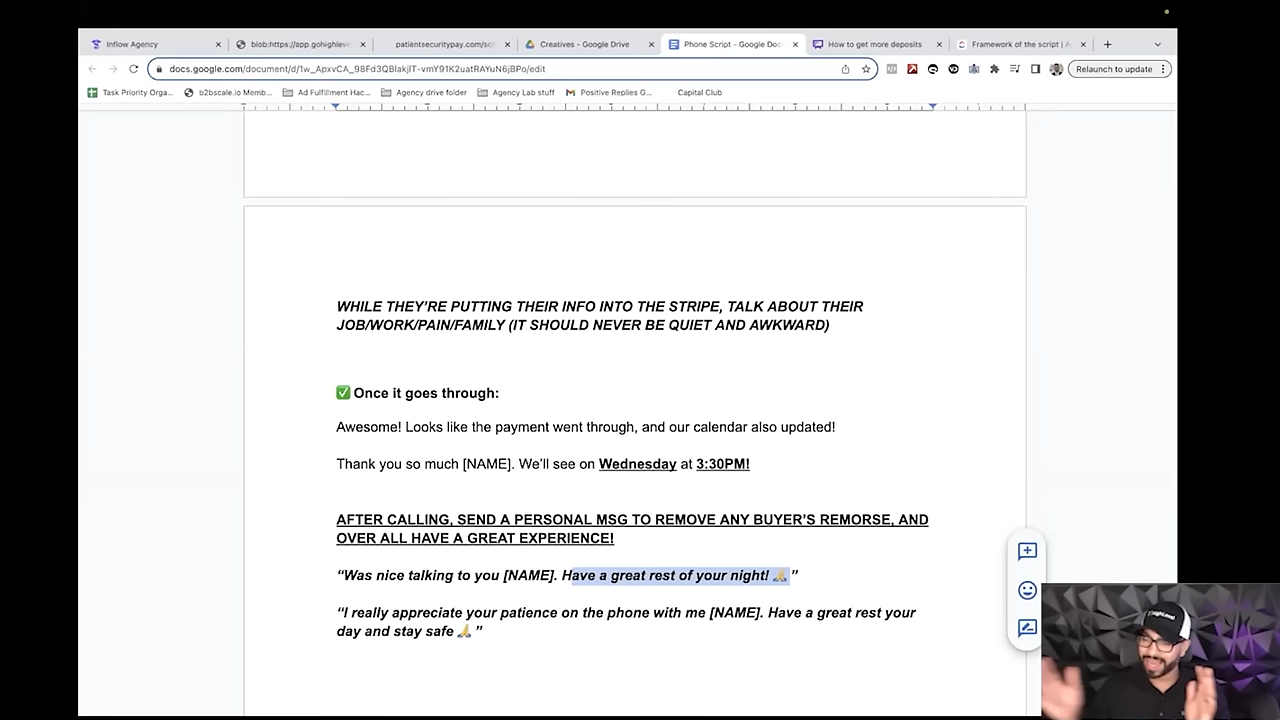 Inflow Agency
blob:https://app.gohighleve
patientsecuritypay.com/sch
Creatives - Google Drive
Phone Script - Google Doc
How to get more deposits
Framework of the script | A
docs.google.com/document/d/1w_ApxvCA_98Fd3QBlakjlT-vmY91K2uatRAYuN6jBPo/edit
Relaunch to update
Task Priority Orga...
b2bscale.io Memb...
Ad Fulfillment Hac...
Agency drive folder
Agency Lab stuff
Positive Replies G...
Capital Club
WHILE THEY'RE PUTTING THEIR INFO INTO THE STRIPE, TALK ABOUT THEIR
JOB/WORK/PAIN/FAMILY (IT SHOULD NEVER BE QUIET AND AWKWARD)
✅ Once it goes through:
Awesome! Looks like the payment went through, and our calendar also updated!
Thank you so much [NAME]. We'll see on Wednesday at 3:30PM!
AFTER CALLING, SEND A PERSONAL MSG TO REMOVE ANY BUYER'S REMORSE, AND
OVER ALL HAVE A GREAT EXPERIENCE!
“Was nice talking to you [NAME]. Have a great rest of your night! 🙏 ”
“I really appreciate your patience on the phone with me [NAME]. Have a great rest your
day and stay safe 🙏 ”